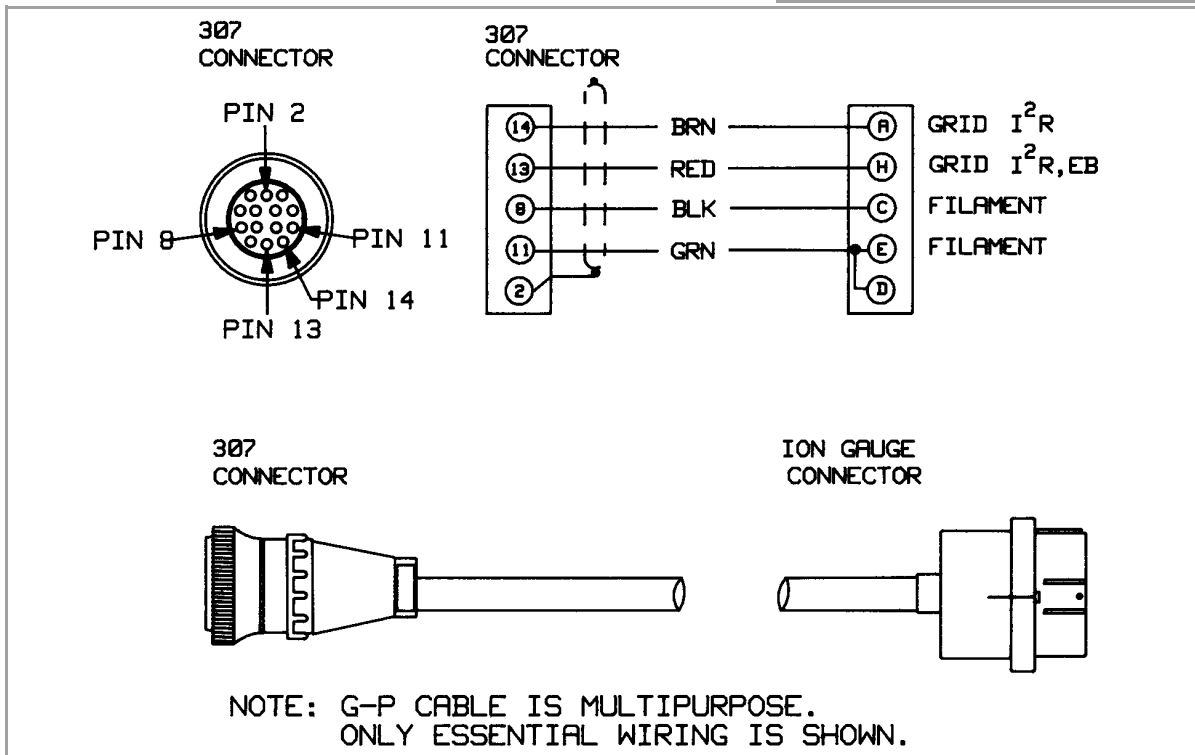 307
CONNECTOR
PIN 2
PIN 8
PIN 11
PIN 14
PIN 13
307
CONNECTOR
14 BRN A GRID I²R
13 RED H GRID I²R,EB
8 BLK C FILAMENT
11 GRN E FILAMENT
2 D
307
CONNECTOR
ION GAUGE
CONNECTOR
NOTE: G-P CABLE IS MULTIPURPOSE.
ONLY ESSENTIAL WIRING IS SHOWN.